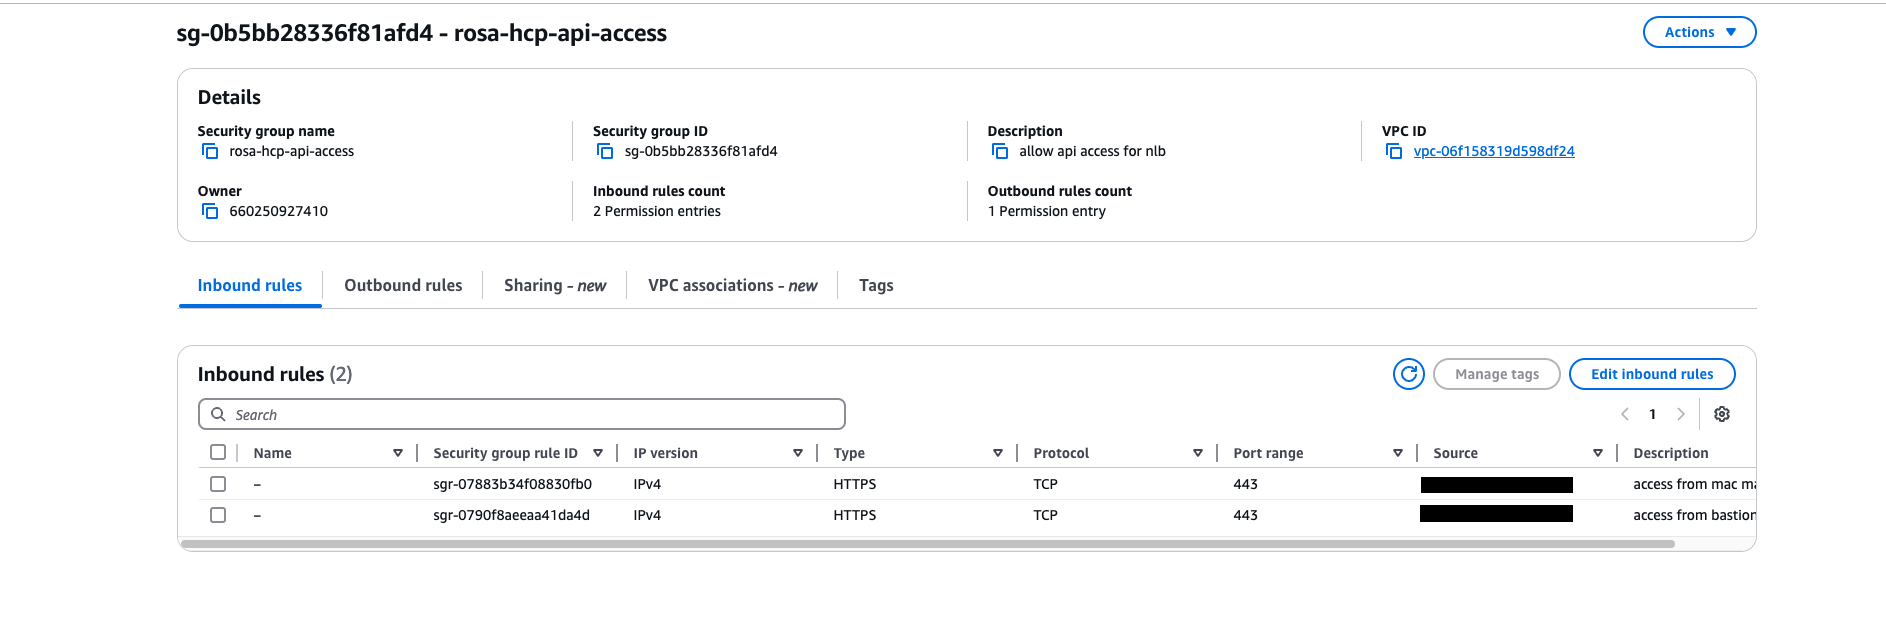 sg-0b5bb28336f81afd4 - rosa-hcp-api-access
Actions
Details
Security group name
rosa-hcp-api-access
Security group ID
sg-0b5bb28336f81afd4
Description
allow api access for nlb
VPC ID
vpc-06f158319d598df24
Owner
660250927410
Inbound rules count
2 Permission entries
Outbound rules count
1 Permission entry
Inbound rules
Outbound rules
Sharing - new
VPC associations - new
Tags
Inbound rules (2)
Manage tags
Edit inbound rules
Search
1
Name Security group rule ID IP version Type Protocol Port range Source Description
– sgr-07883b34f08830fb0 IPv4 HTTPS TCP 443 access from mac
– sgr-0790f8aeeaa41da4d IPv4 HTTPS TCP 443 access from bastion